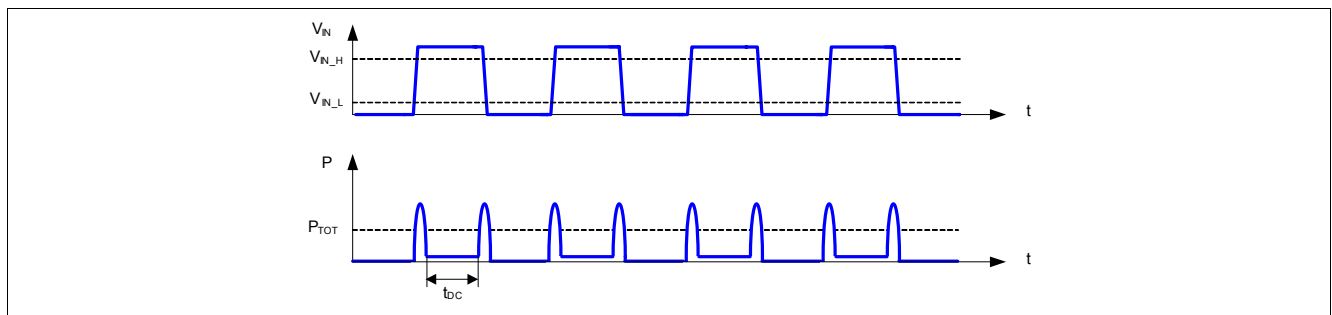 V_IN
V_IN_H
V_IN_L
t
P
P_TOT
t
t_DC